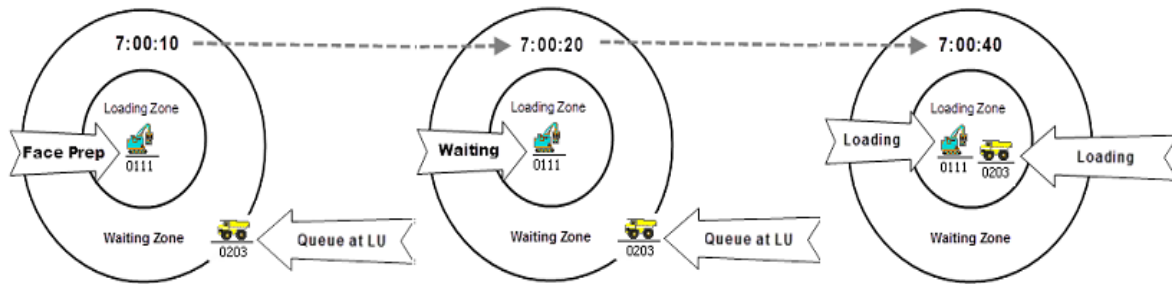 7:00:10
Loading Zone
Face Prep
0111
Waiting Zone
0203
Queue at LU
7:00:20
Loading Zone
Waiting
0111
Waiting Zone
0203
Queue at LU
7:00:40
Loading Zone
Loading
0111
0203
Loading
Waiting Zone